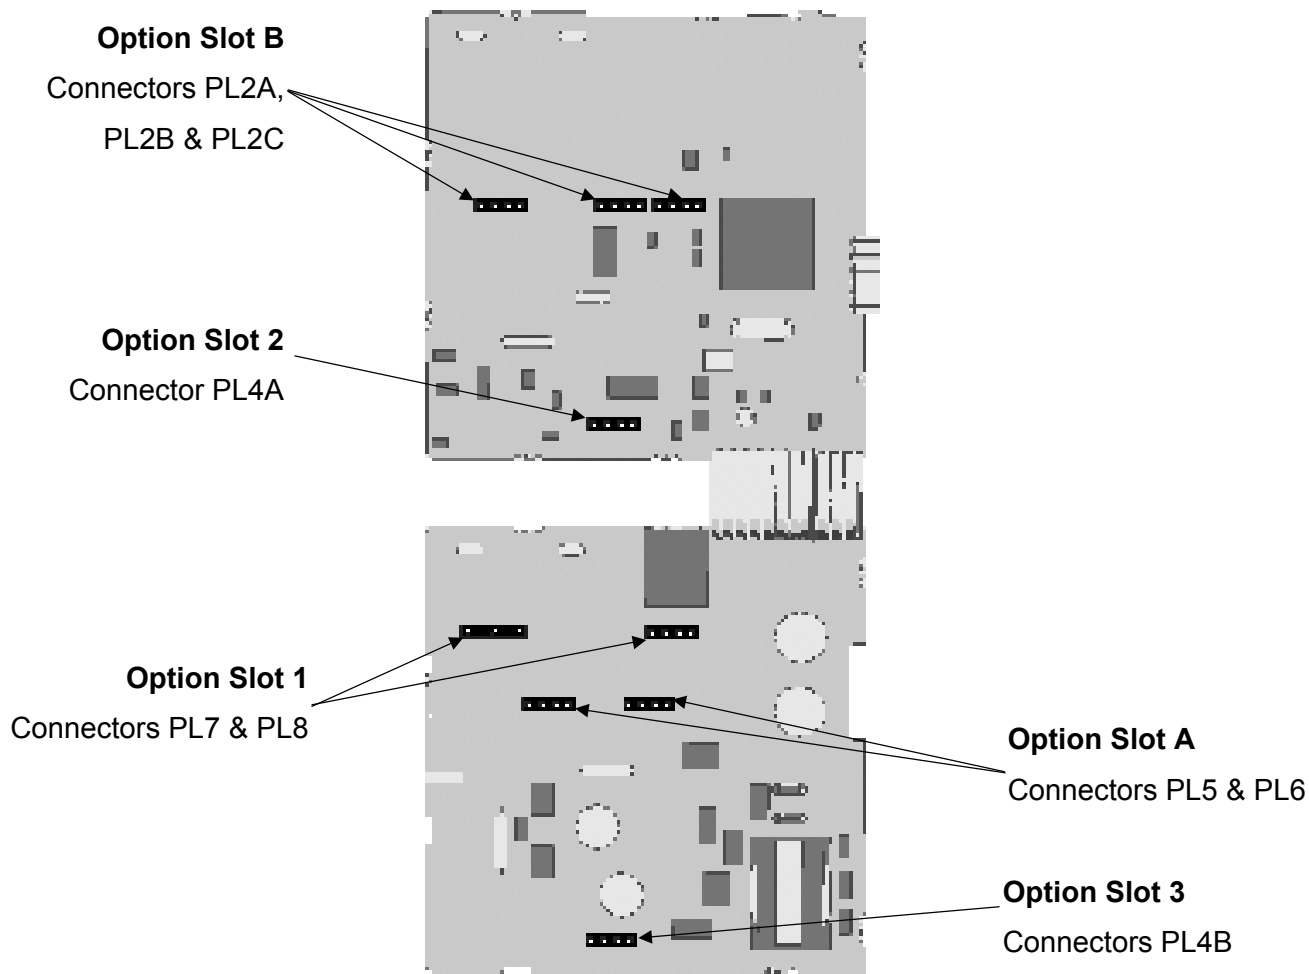 Option Slot B
Connectors PL2A,
PL2B & PL2C
Option Slot 2
Connector PL4A
Option Slot 1
Connectors PL7 & PL8
Option Slot A
Connectors PL5 & PL6
Option Slot 3
Connectors PL4B